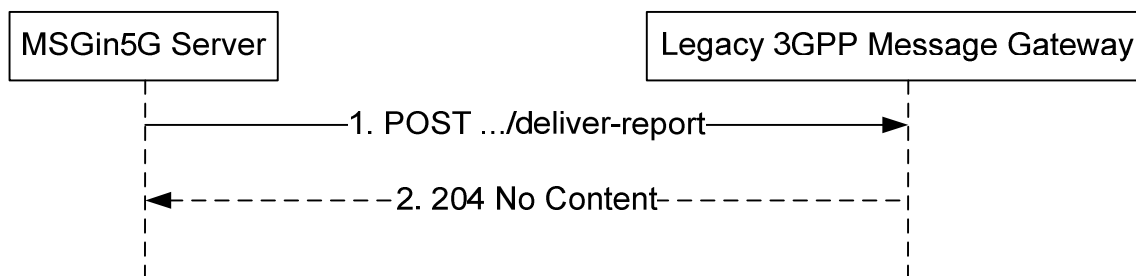 MSGin5G Server
Legacy 3GPP Message Gateway
1. POST .../deliver-report
2. 204 No Content